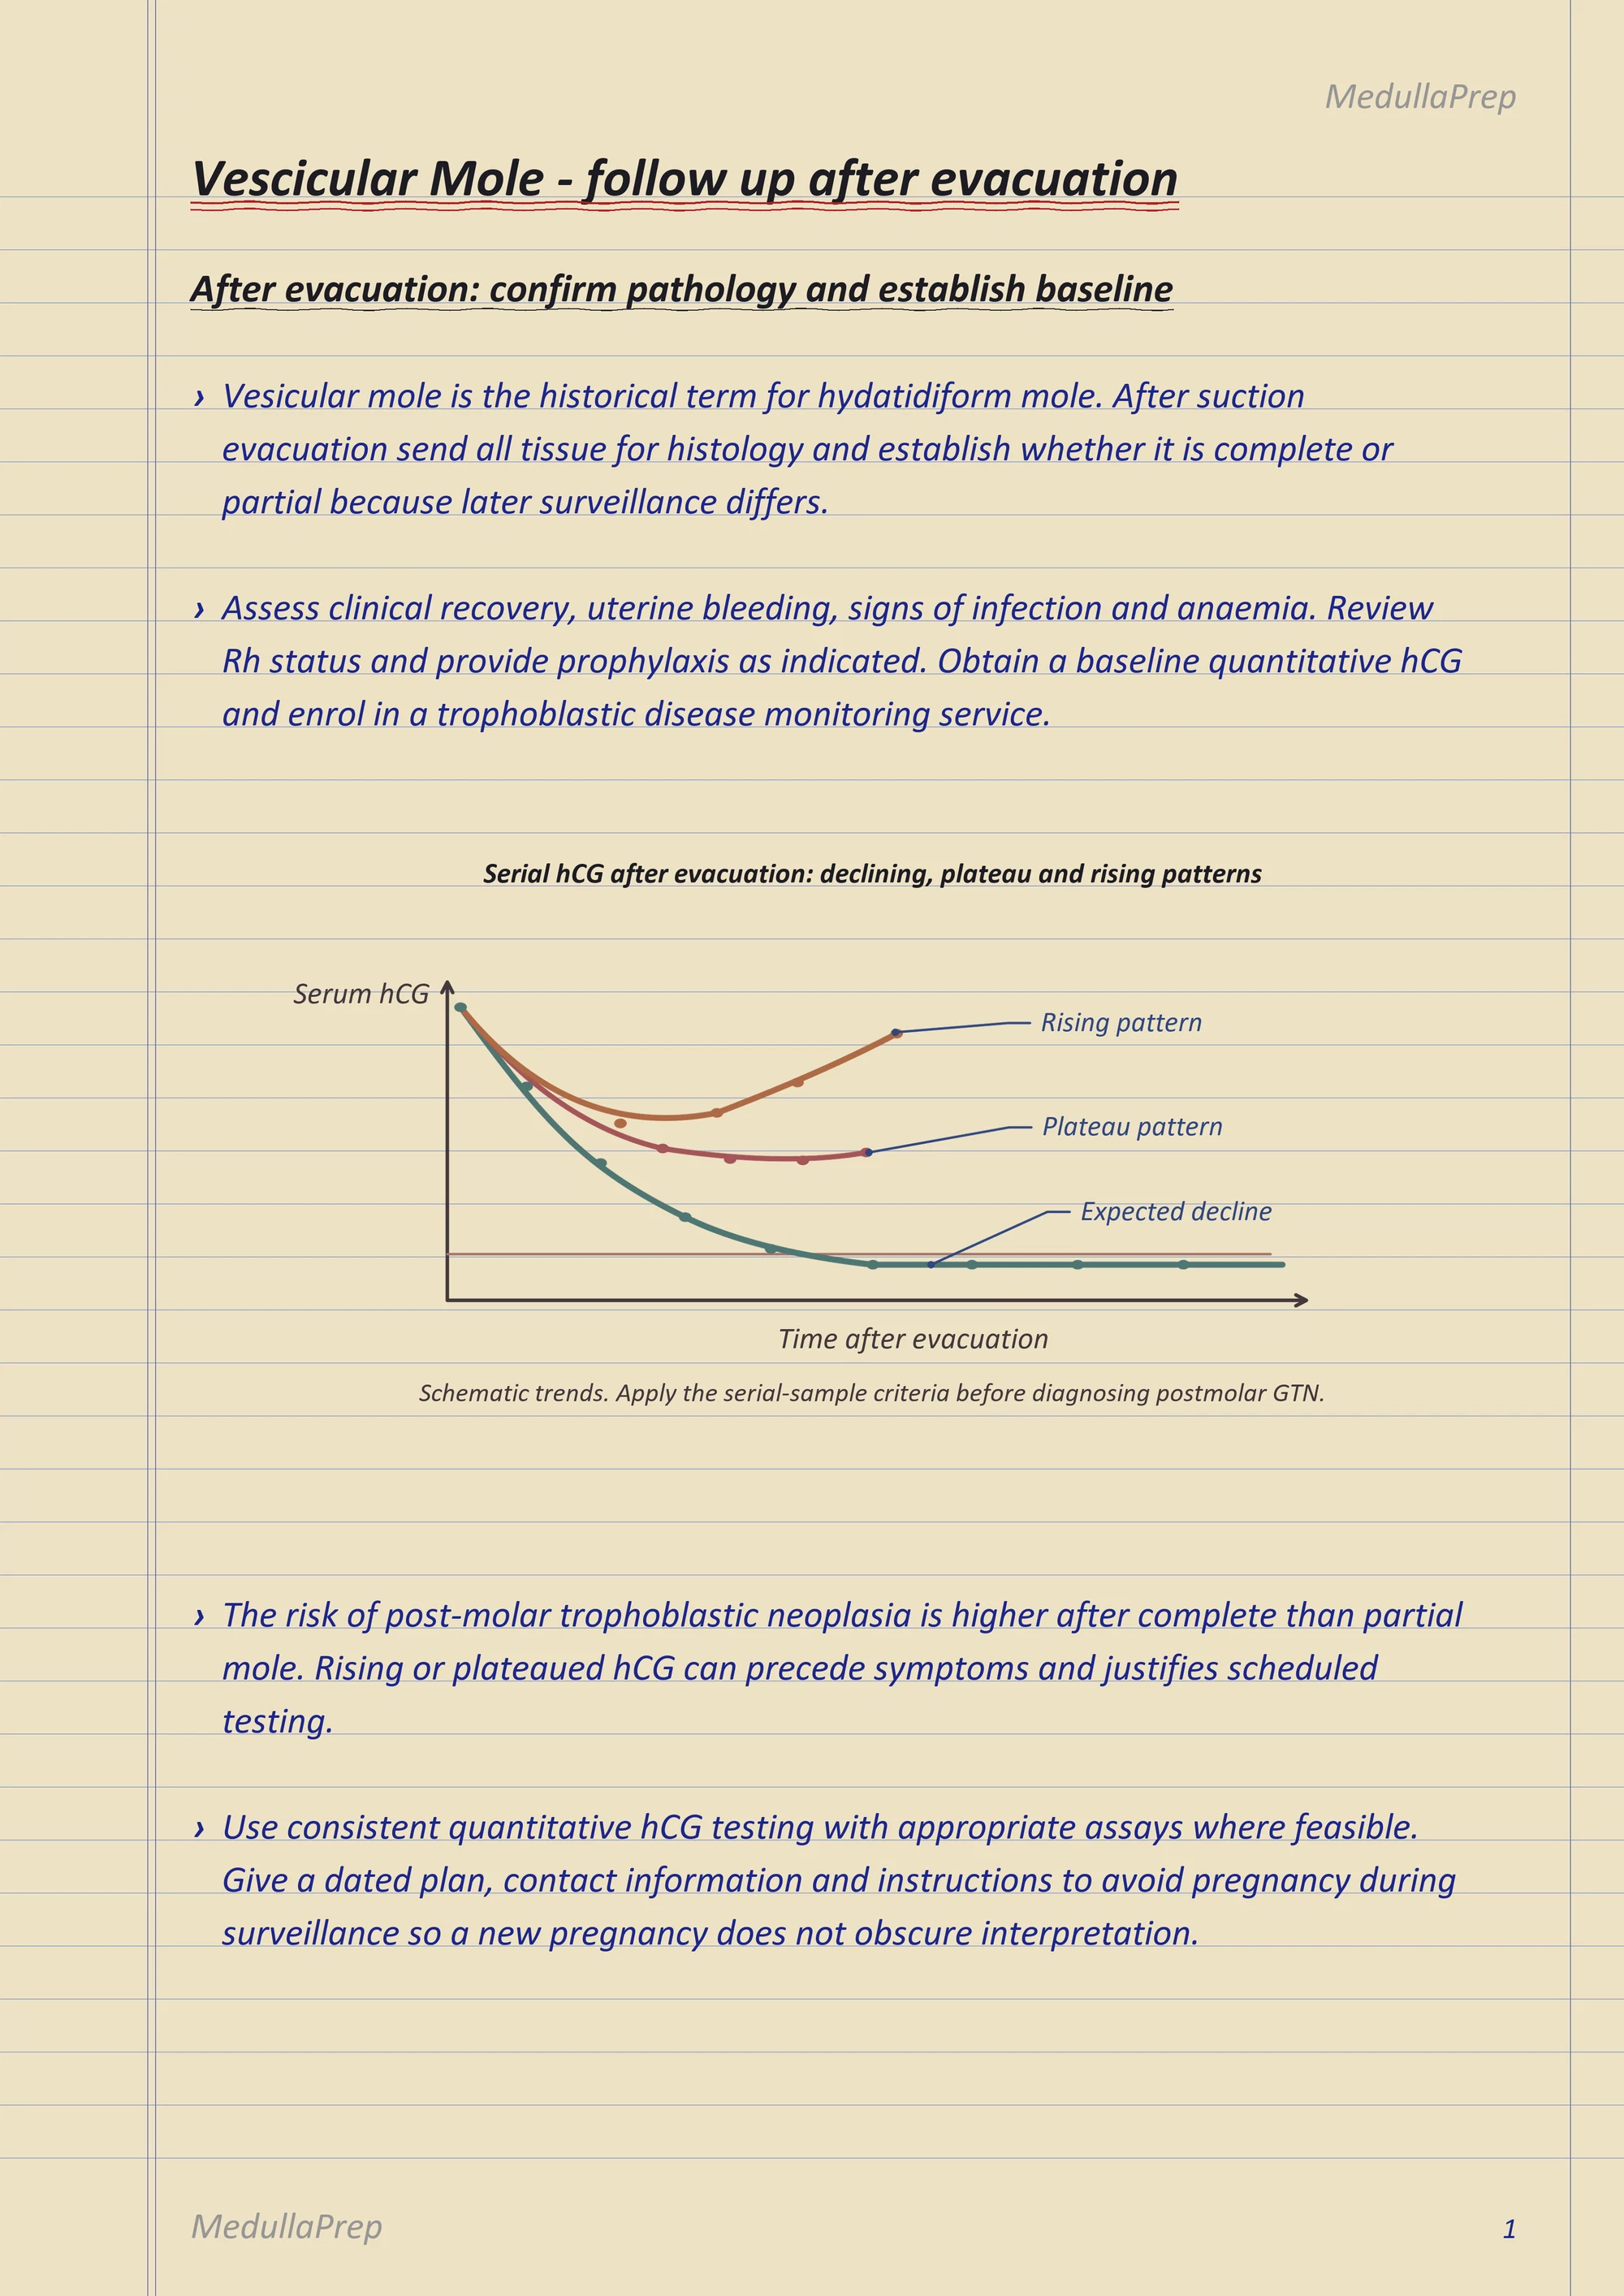 MedullaPrep
Vescicular Mole - follow up after evacuation
After evacuation: confirm pathology and establish baseline
› Vesicular mole is the historical term for hydatidiform mole. After suction
evacuation send all tissue for histology and establish whether it is complete or
partial because later surveillance differs.
› Assess clinical recovery, uterine bleeding, signs of infection and anaemia. Review
Rh status and provide prophylaxis as indicated. Obtain a baseline quantitative hCG
and enrol in a trophoblastic disease monitoring service.
Serial hCG after evacuation: declining, plateau and rising patterns
Serum hCG
Rising pattern
Plateau pattern
Expected decline
Time after evacuation
Schematic trends. Apply the serial-sample criteria before diagnosing postmolar GTN.
› The risk of post-molar trophoblastic neoplasia is higher after complete than partial
mole. Rising or plateaued hCG can precede symptoms and justifies scheduled
testing.
› Use consistent quantitative hCG testing with appropriate assays where feasible.
Give a dated plan, contact information and instructions to avoid pregnancy during
surveillance so a new pregnancy does not obscure interpretation.
MedullaPrep
1